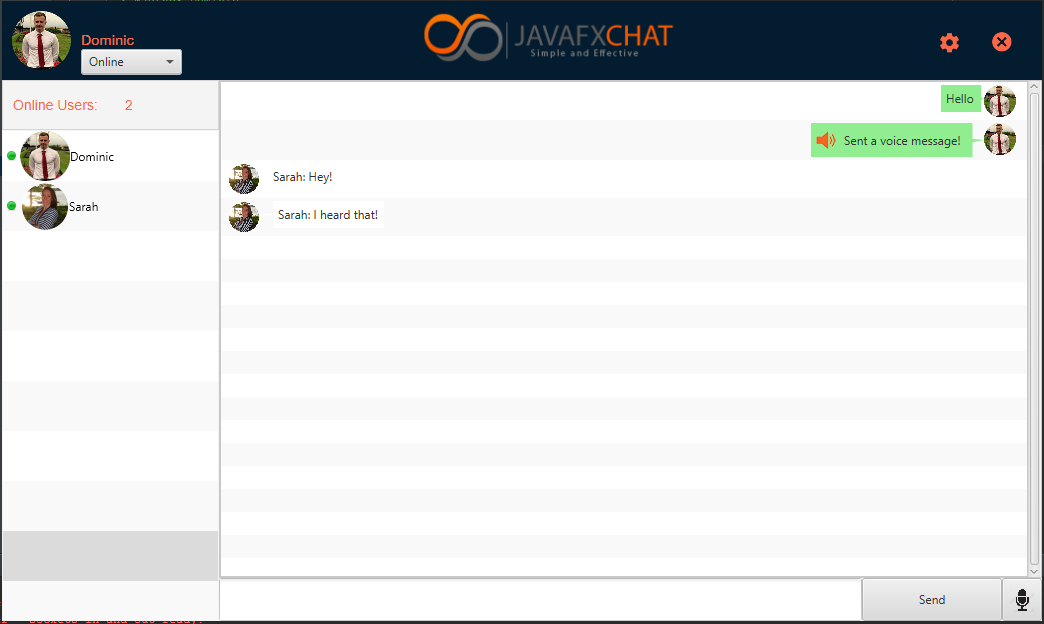 Dominic
Online
JAVAFXCHAT
Simple and Effective
Online Users: 2
Dominic
Sarah
Hello
Sent a voice message!
Sarah: Hey!
Sarah: I heard that!
Send